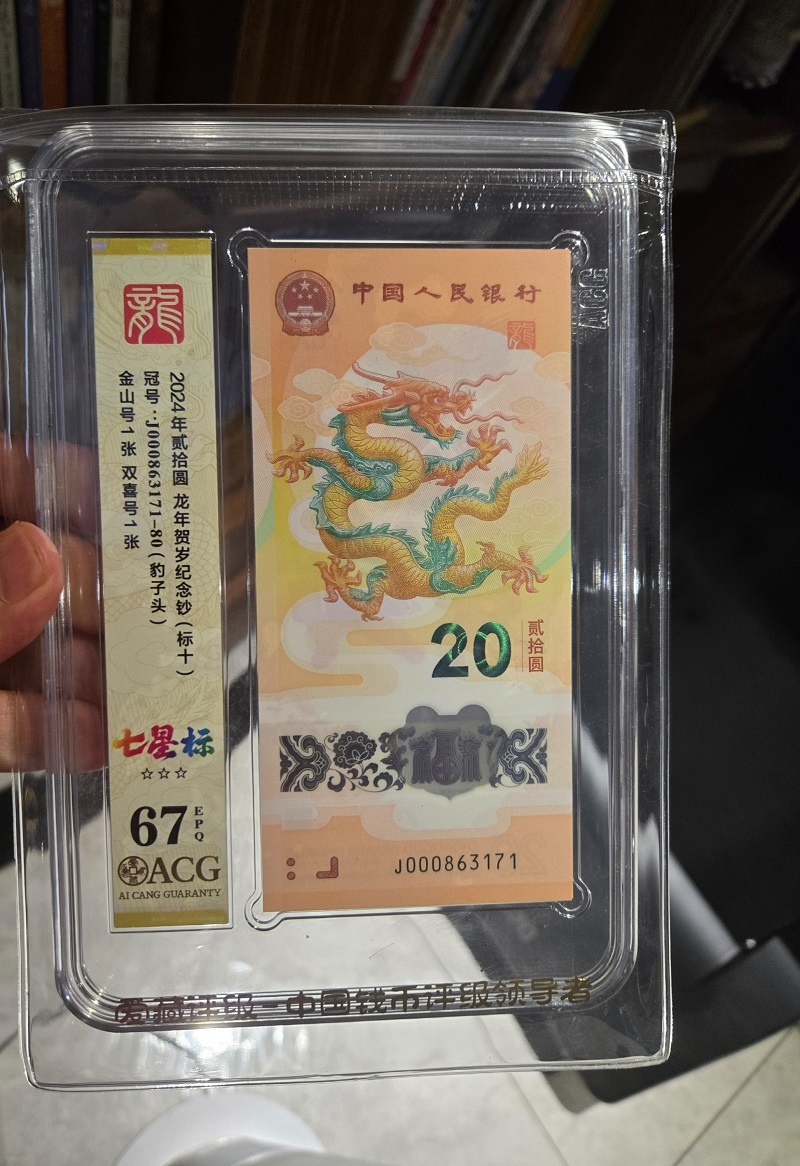 龍
2024年贰拾圆 龙年贺岁纪念钞(标十)
冠号:J000863171-80(豹子头)
金山号1张 双喜号1张
七星标
☆☆☆
67 EPQ
ACG
AI CANG GUARANTY
中国人民银行
龍
20
贰拾圆
福
J000863171
ACG
爱藏评级-中国钱币评级领导者